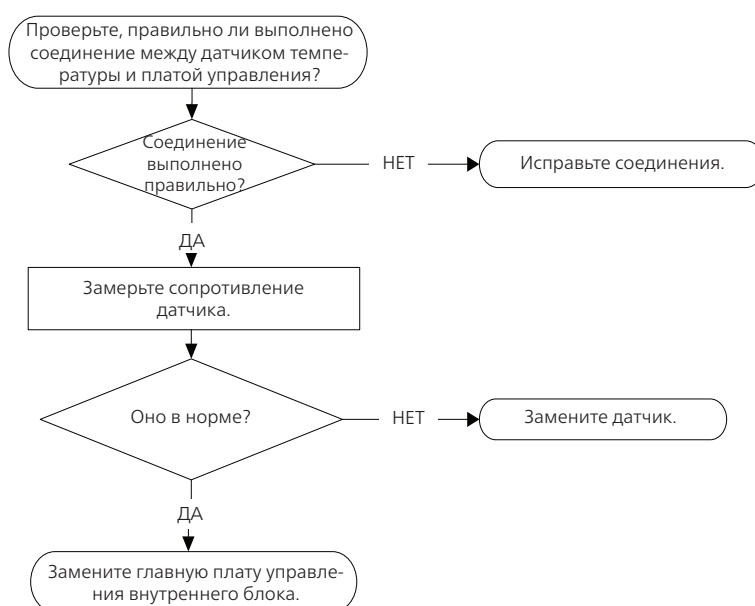 Проверьте, правильно ли выполнено
соединение между датчиком темпе-
ратуры и платой управления?
Соединение
выполнено
правильно?
НЕТ
Исправьте соединения.
ДА
Замерьте сопротивление
датчика.
Оно в норме?
НЕТ
Замените датчик.
ДА
Замените главную плату управле-
ния внутреннего блока.